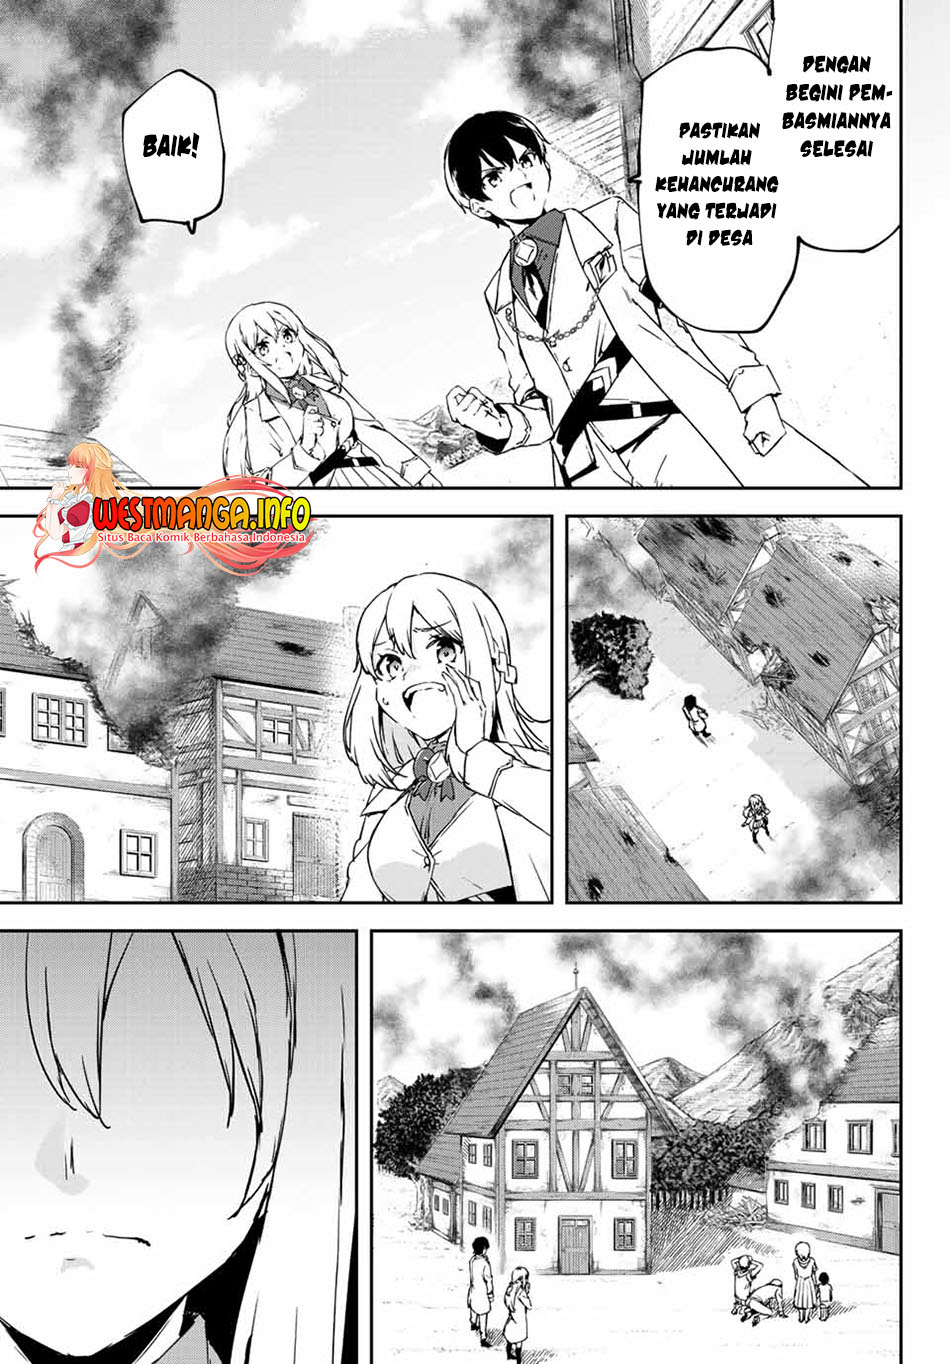 DENGAN
BEGINI PEM-
BASMIANNYA
SELESAI
PASTIKAN
JUMLAH
KEHANCURANG
YANG TERJADI
DI DESA
BAIK!
WESTMANGA.INFO
Situs Baca Komik Berbahasa Indonesia